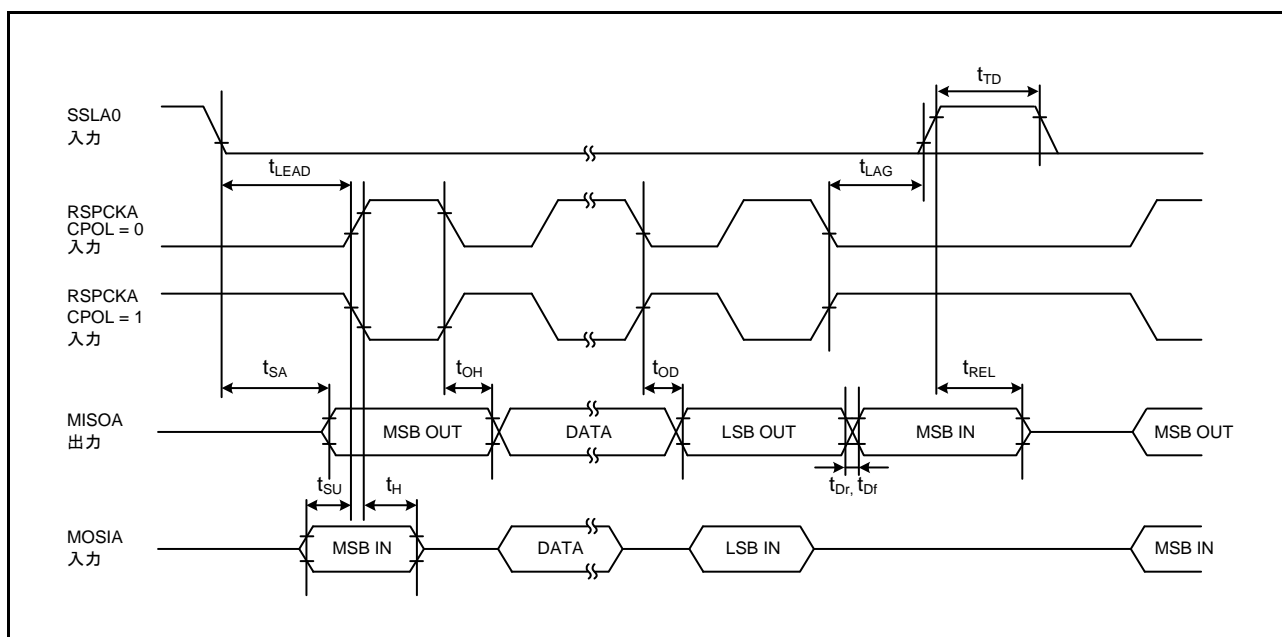 tTD
SSLA0
入力
tLEAD
tLAG
RSPCKA
CPOL = 0
入力
RSPCKA
CPOL = 1
入力
tSA
tOH
tOD
tREL
MISOA
出力
MSB OUT
DATA
LSB OUT
MSB IN
MSB OUT
tSU
tH
tDr, tDf
MOSIA
入力
MSB IN
DATA
LSB IN
MSB IN